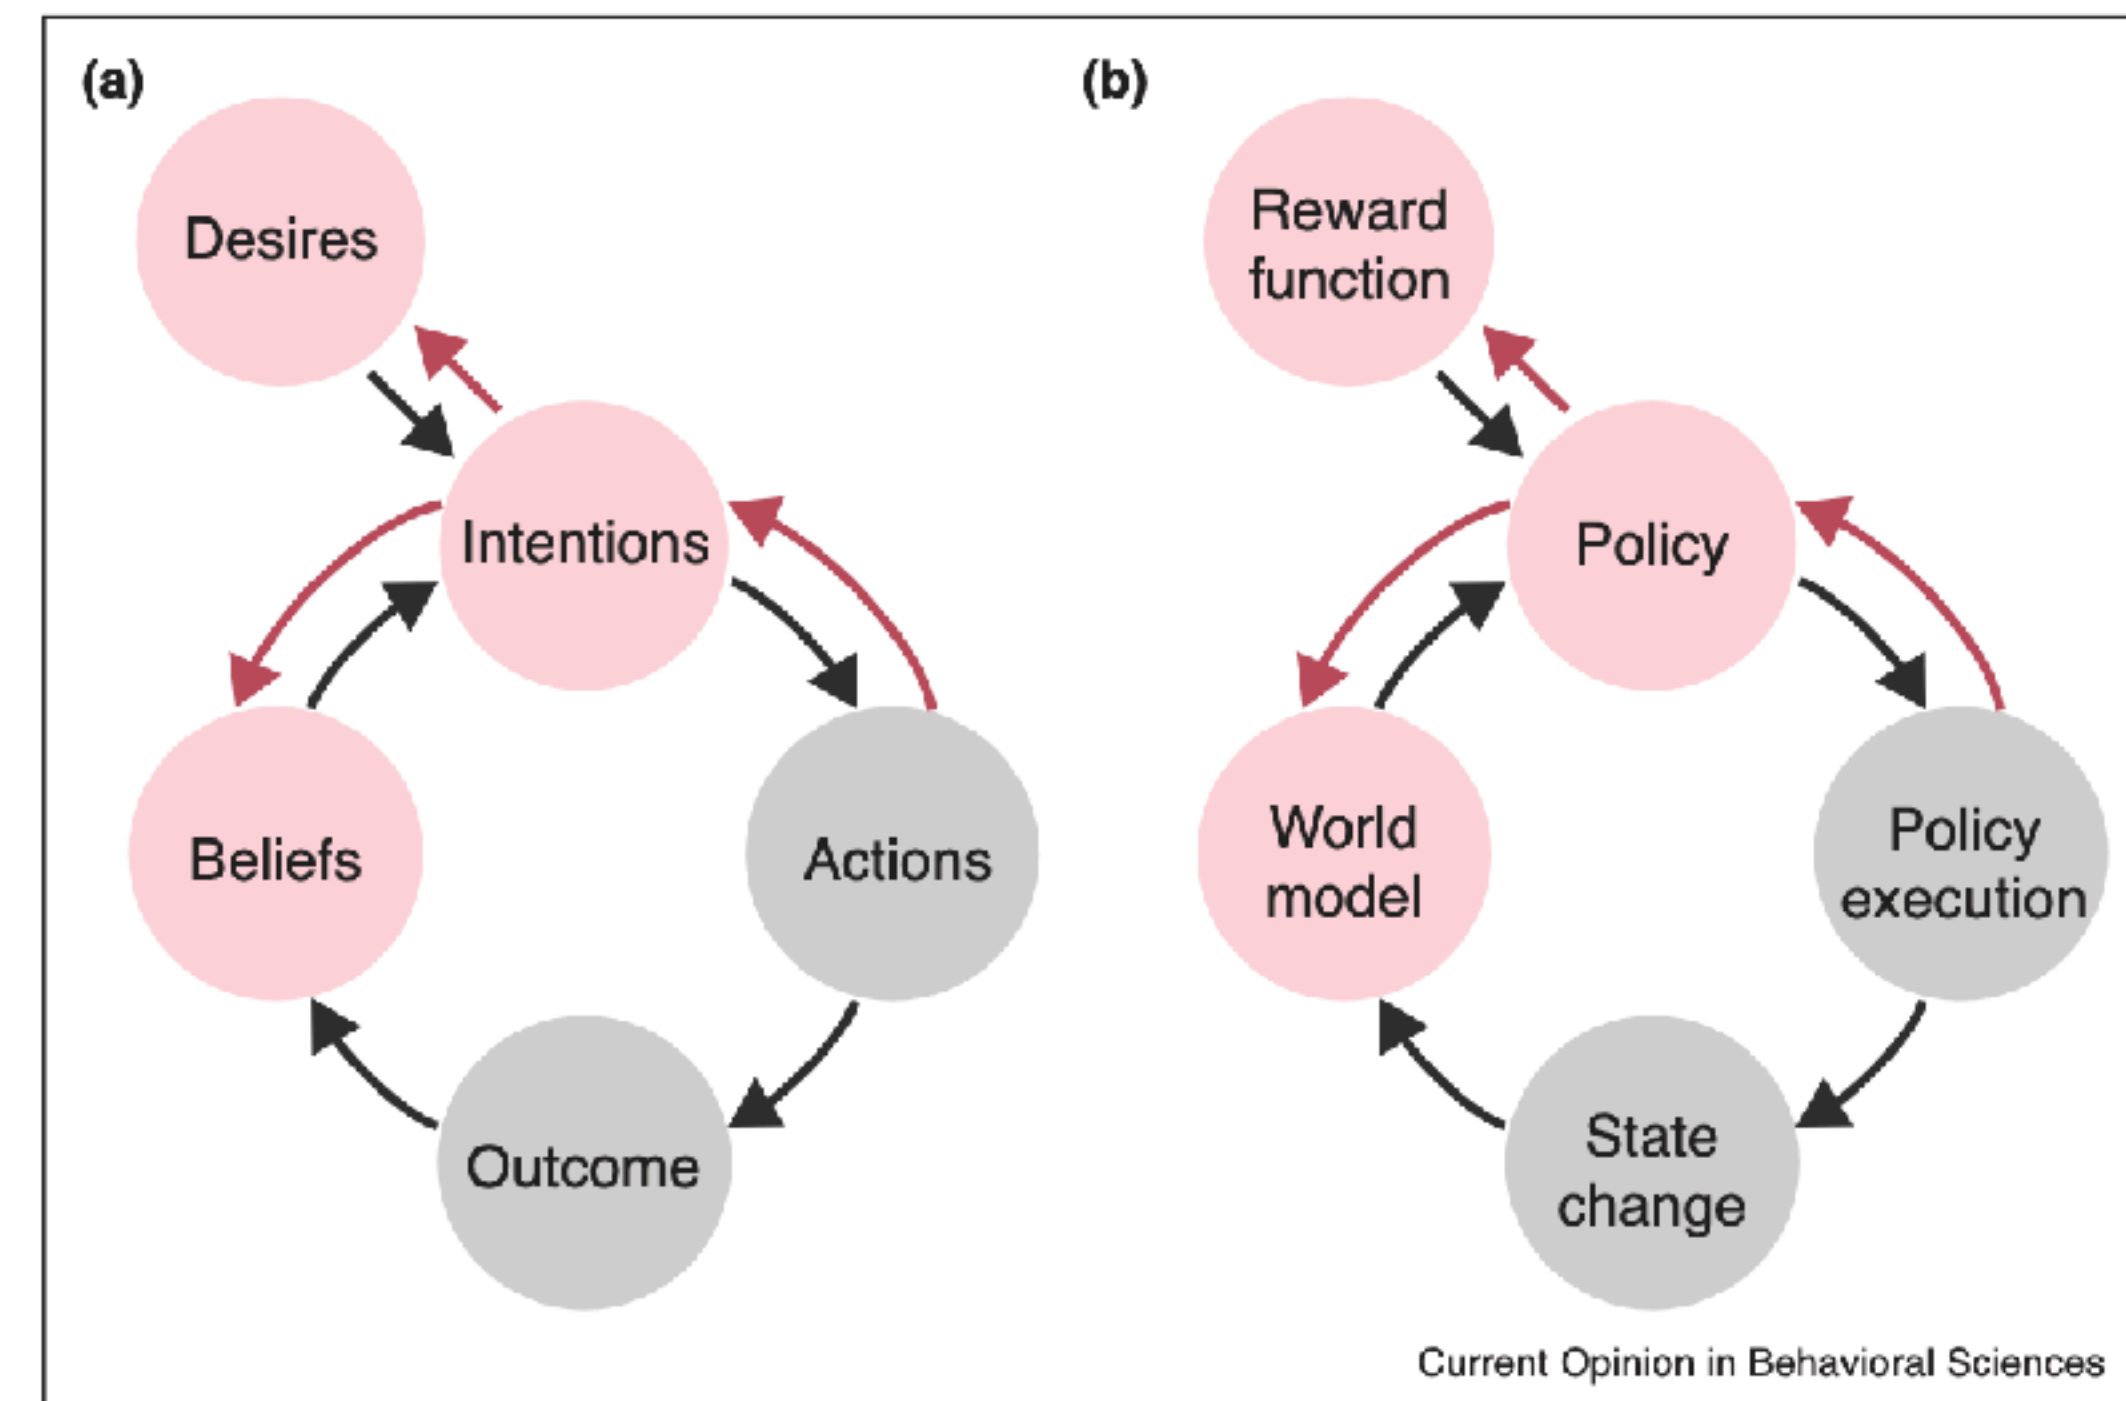 (a)
Desires
Intentions
Beliefs
Actions
Outcome
(b)
Reward
function
Policy
World
model
Policy
execution
State
change
Current Opinion in Behavioral Sciences